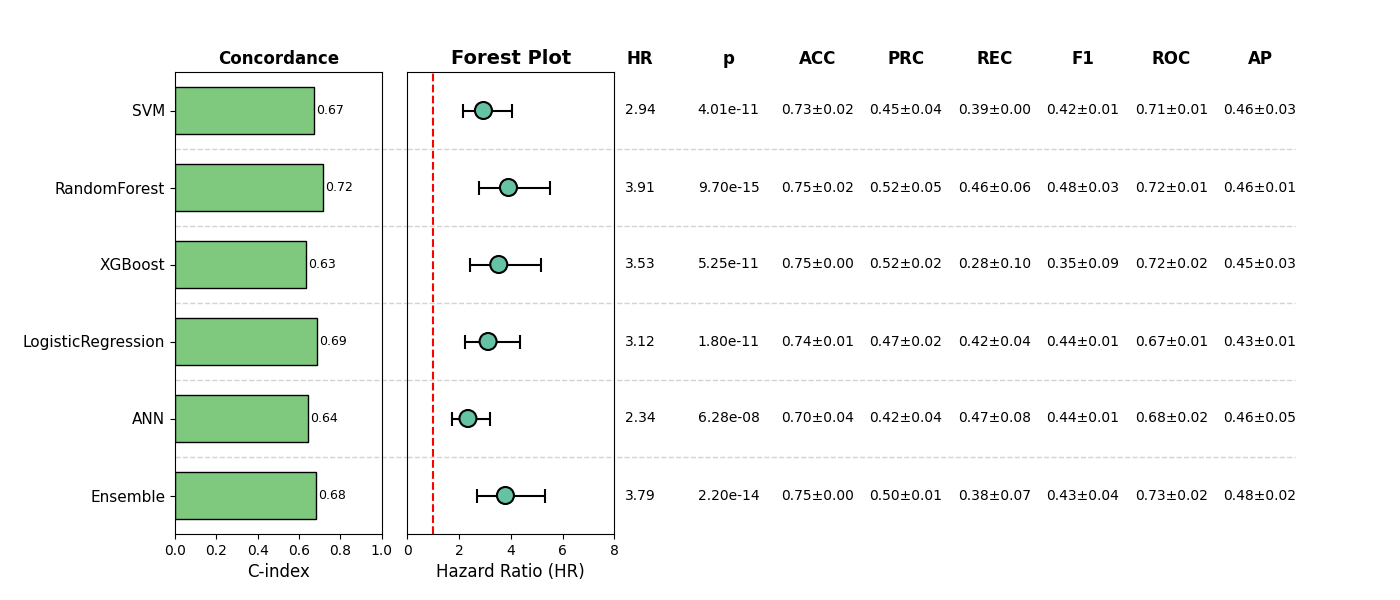 Concordance Forest Plot HR p ACC PRC REC F1 ROC AP
SVM 0.67 2.94 4.01e-11 0.73±0.02 0.45±0.04 0.39±0.00 0.42±0.01 0.71±0.01 0.46±0.03
RandomForest 0.72 3.91 9.70e-15 0.75±0.02 0.52±0.05 0.46±0.06 0.48±0.03 0.72±0.01 0.46±0.01
XGBoost 0.63 3.53 5.25e-11 0.75±0.00 0.52±0.02 0.28±0.10 0.35±0.09 0.72±0.02 0.45±0.03
LogisticRegression 0.69 3.12 1.80e-11 0.74±0.01 0.47±0.02 0.42±0.04 0.44±0.01 0.67±0.01 0.43±0.01
ANN 0.64 2.34 6.28e-08 0.70±0.04 0.42±0.04 0.47±0.08 0.44±0.01 0.68±0.02 0.46±0.05
Ensemble 0.68 3.79 2.20e-14 0.75±0.00 0.50±0.01 0.38±0.07 0.43±0.04 0.73±0.02 0.48±0.02
0.0 0.2 0.4 0.6 0.8 1.0 0 2 4 6 8
C-index Hazard Ratio (HR)